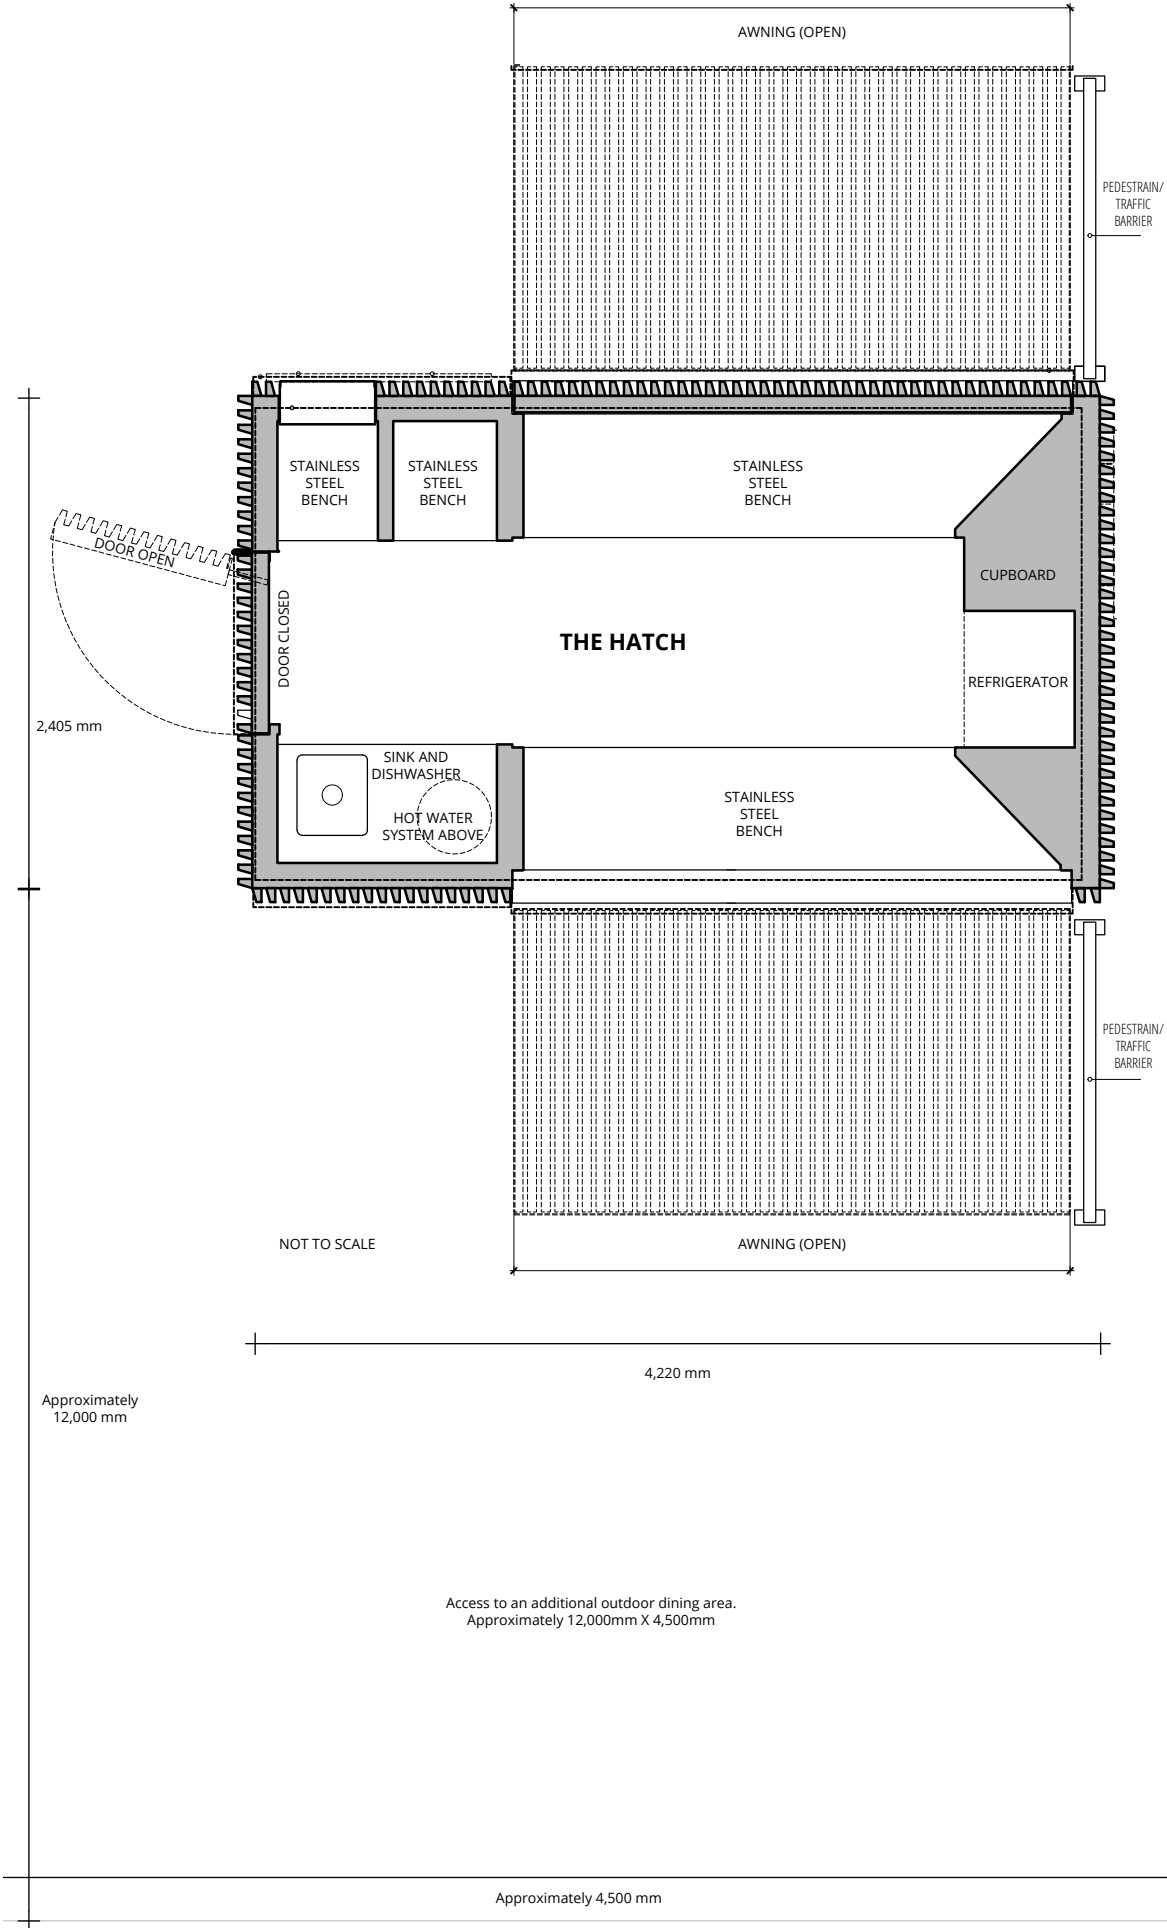 AWNING (OPEN)
PEDESTRAIN/
TRAFFIC
BARRIER
STAINLESS
STEEL
BENCH
STAINLESS
STEEL
BENCH
STAINLESS
STEEL
BENCH
DOOR OPEN
DOOR CLOSED
CUPBOARD
THE HATCH
REFRIGERATOR
2,405 mm
SINK AND
DISHWASHER
HOT WATER
SYSTEM ABOVE
STAINLESS
STEEL
BENCH
PEDESTRAIN/
TRAFFIC
BARRIER
NOT TO SCALE
AWNING (OPEN)
4,220 mm
Approximately
12,000 mm
Access to an additional outdoor dining area.
Approximately 12,000mm X 4,500mm
Approximately 4,500 mm